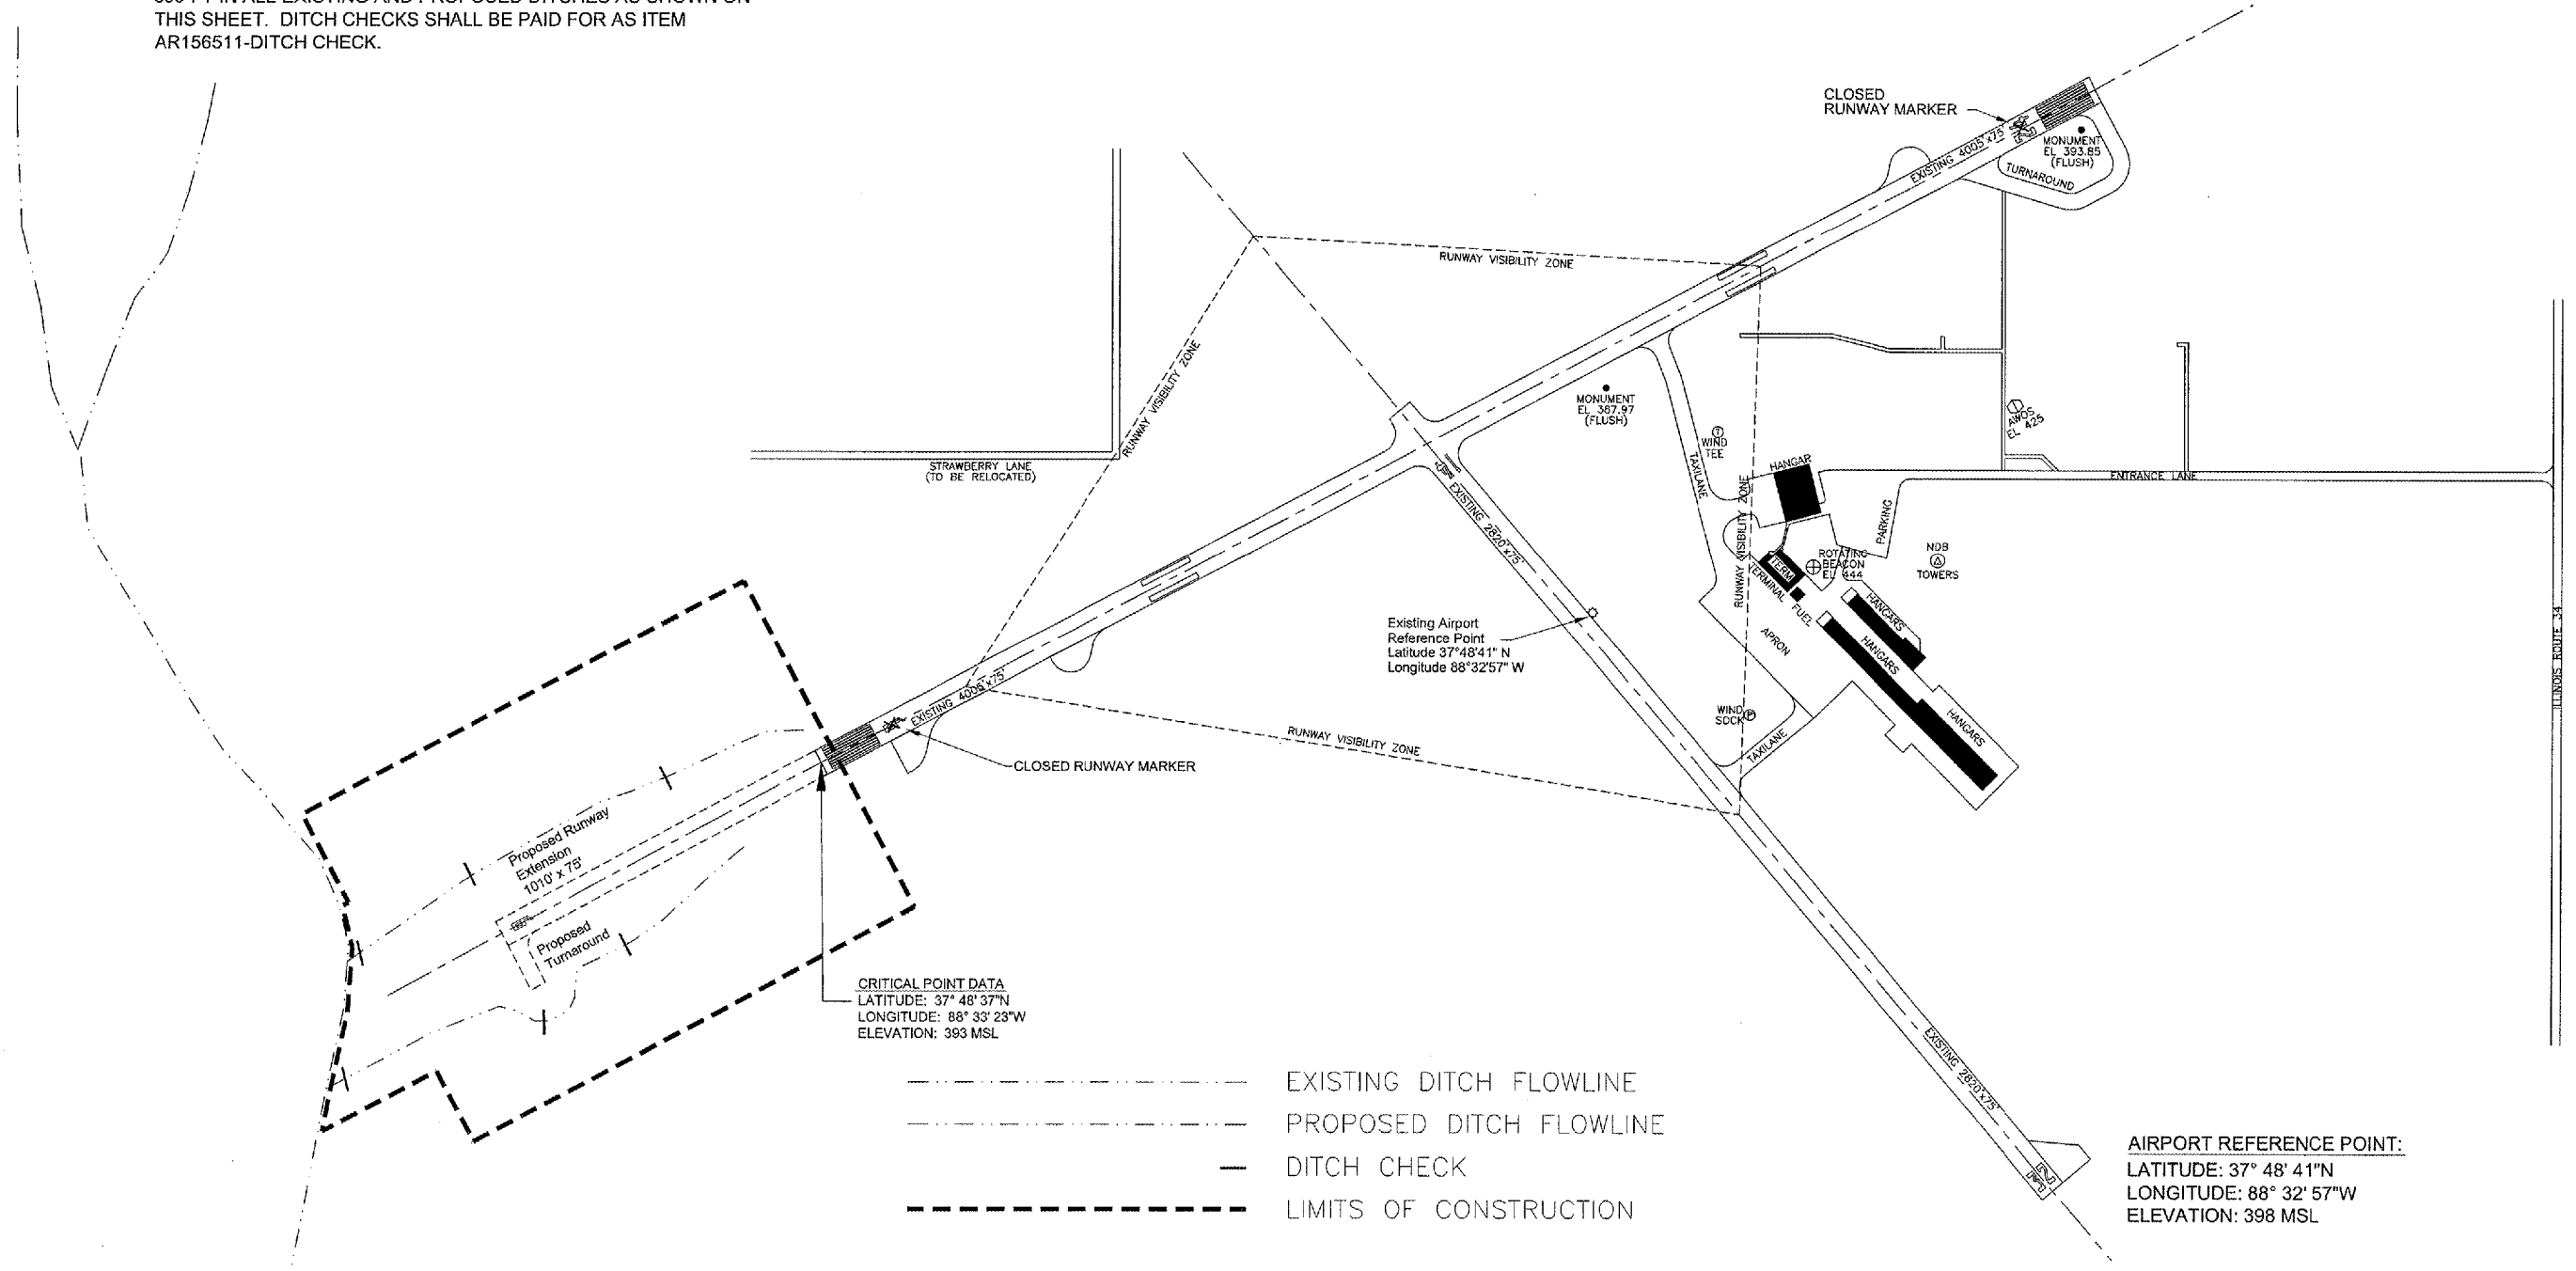 THIS SHEET. DITCH CHECKS SHALL BE PAID FOR AS ITEM
AR156511-DITCH CHECK.
CLOSED
RUNWAY MARKER
EXISTING 4005'x75'
MONUMENT
EL 393.85
(FLUSH)
TURNAROUND
RUNWAY VISIBILITY ZONE
RUNWAY VISIBILITY ZONE
STRAWBERRY LANE
(TO BE RELOCATED)
MONUMENT
EL 387.97
(FLUSH)
WIND
TEE
TAXILANE
HANGAR
AWOS
EL 425
ENTRANCE LANE
PARKING
RUNWAY VISIBILITY ZONE
EXISTING 2820'x75'
NDB
TOWERS
ROTATING
BEACON
EL 444
TERM
TERMINAL
FUEL
HANGARS
HANGARS
HANGARS
APRON
ILLINOIS ROUTE 34
Existing Airport
Reference Point
Latitude 37°48'41" N
Longitude 88°32'57" W
EXISTING 4005'x75'
WIND
SOCK
TAXILANE
RUNWAY VISIBILITY ZONE
CLOSED RUNWAY MARKER
Proposed Runway
Extension
1010' x 75'
Proposed
Turnaround
CRITICAL POINT DATA
LATITUDE: 37° 48' 37"N
LONGITUDE: 88° 33' 23"W
ELEVATION: 393 MSL
EXISTING 2820'x75'
EXISTING DITCH FLOWLINE
PROPOSED DITCH FLOWLINE
DITCH CHECK
LIMITS OF CONSTRUCTION
AIRPORT REFERENCE POINT:
LATITUDE: 37° 48' 41"N
LONGITUDE: 88° 32' 57"W
ELEVATION: 398 MSL